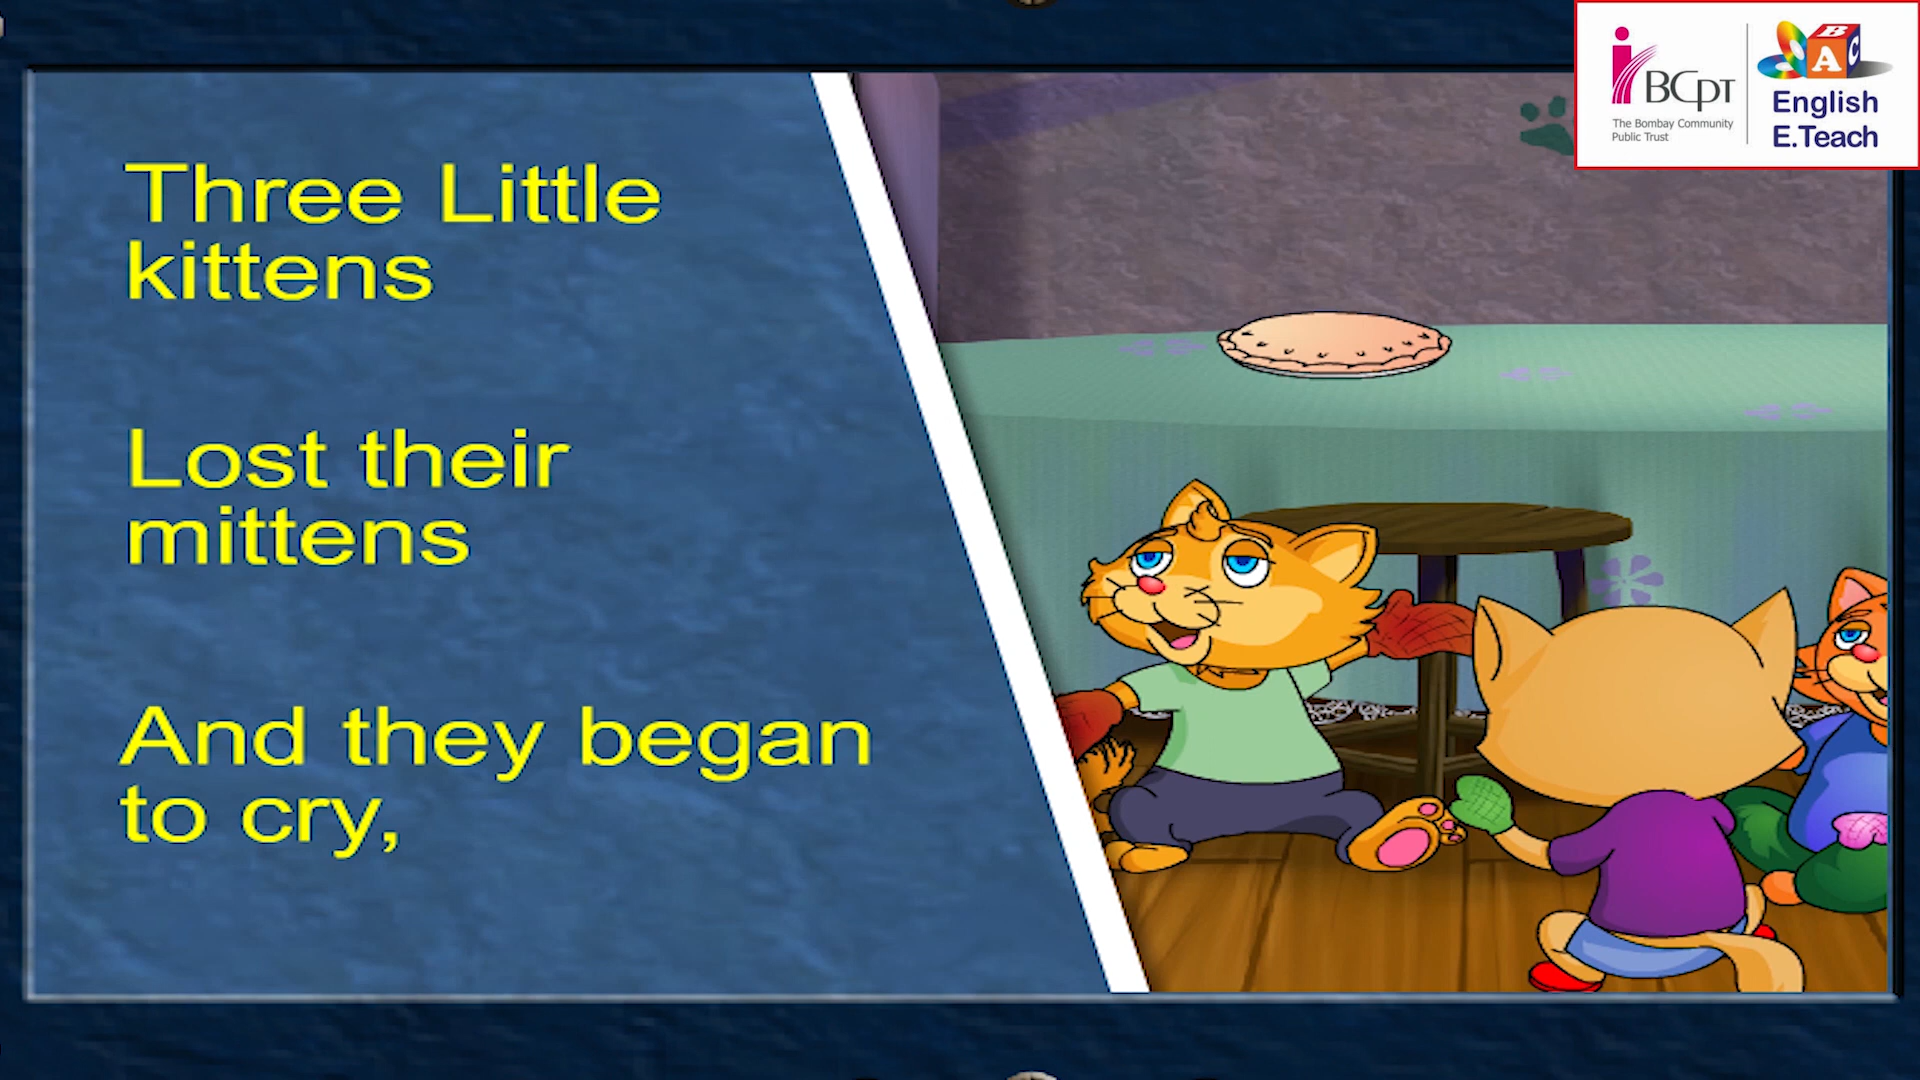 Three Little
kittens
Lost their
mittens
And they began
to cry,
BCPT
The Bombay Community
Public Trust
A B C
English
E.Teach